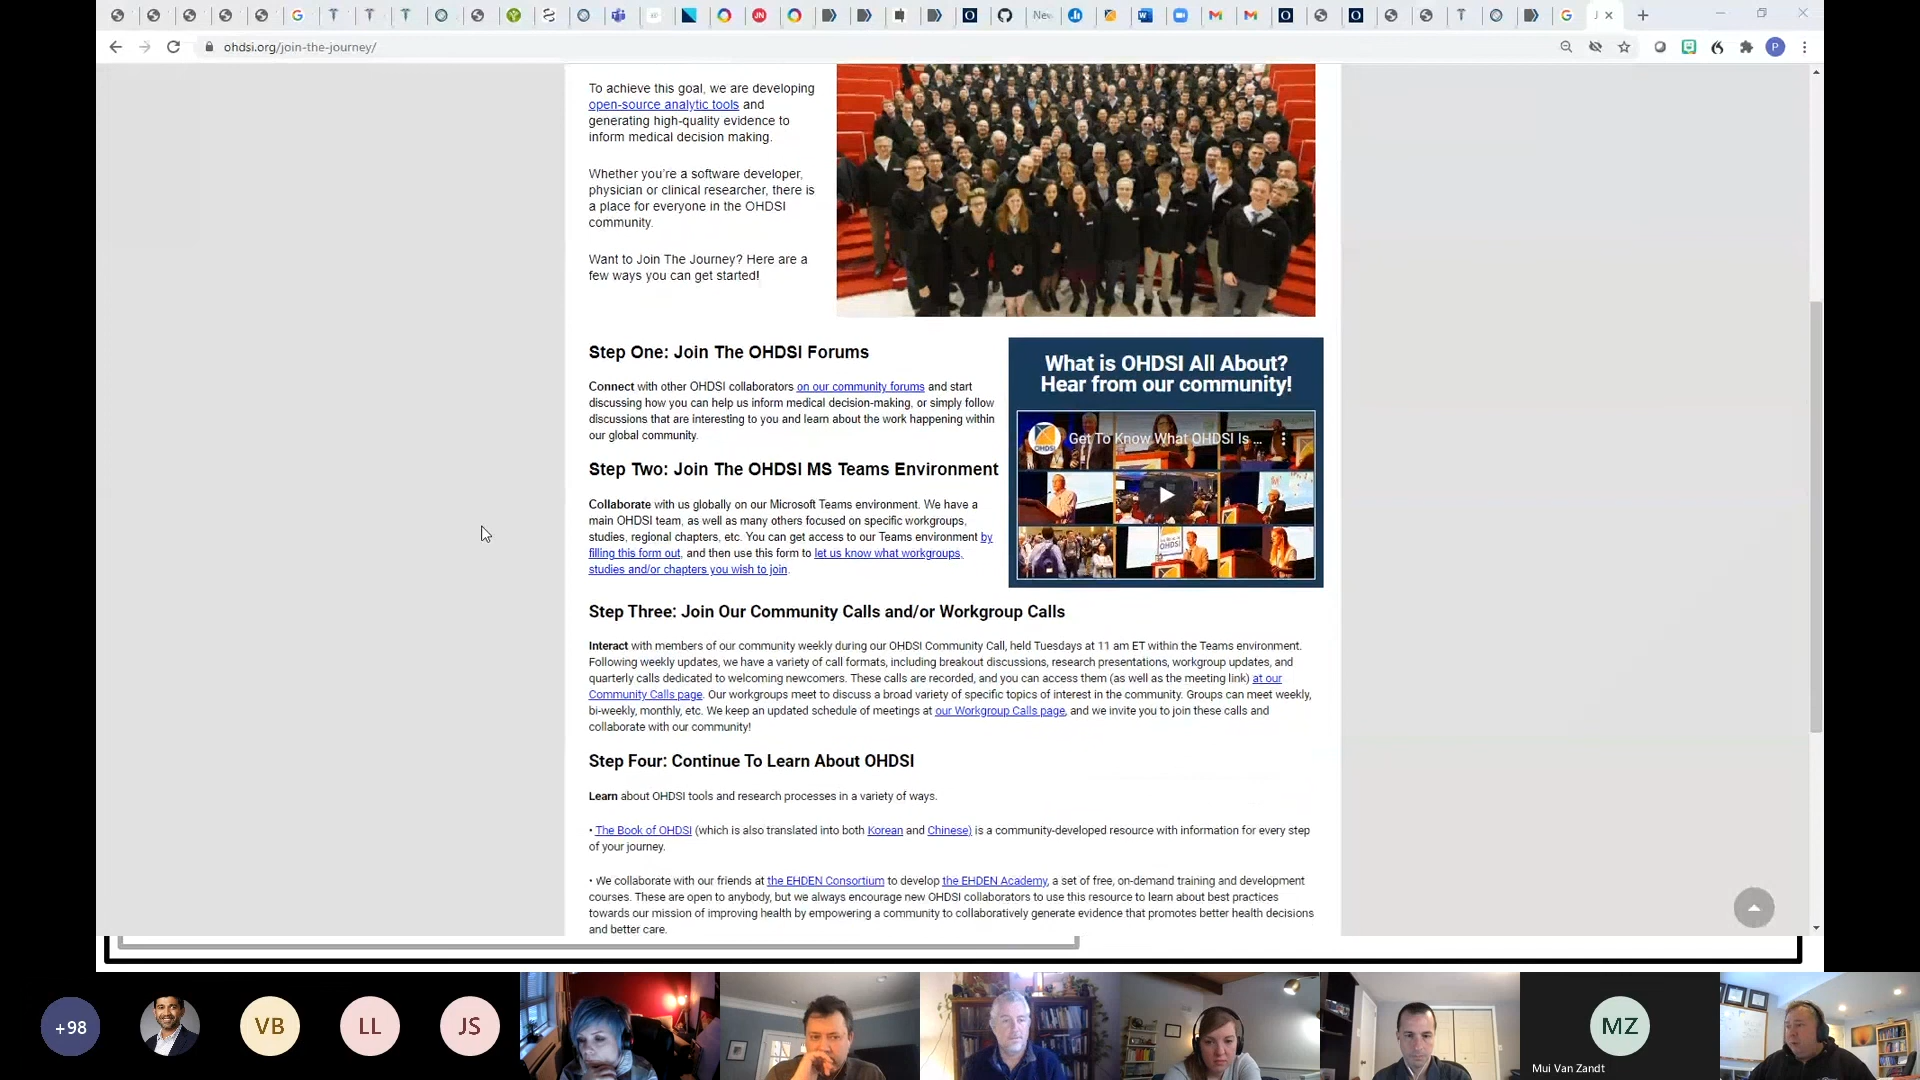 ohdsi.org/join-the-journey/
To achieve this goal, we are developing
open-source analytic tools and
generating high-quality evidence to
inform medical decision making.
Whether you're a software developer,
physician or clinical researcher, there is
a place for everyone in the OHDSI
community.
Want to Join The Journey? Here are a
few ways you can get started!
Step One: Join The OHDSI Forums
Connect with other OHDSI collaborators on our community forums and start
discussing how you can help us inform medical decision-making, or simply follow
discussions that are interesting to you and learn about the work happening within
our global community.
What is OHDSI All About?
Hear from our community!
OHDSI
Get To Know What OHDSI Is ...
Step Two: Join The OHDSI MS Teams Environment
Collaborate with us globally on our Microsoft Teams environment. We have a
main OHDSI team, as well as many others focused on specific workgroups,
studies, regional chapters, etc. You can get access to our Teams environment by
filling this form out, and then use this form to let us know what workgroups,
studies and/or chapters you wish to join.
Step Three: Join Our Community Calls and/or Workgroup Calls
Interact with members of our community weekly during our OHDSI Community Call, held Tuesdays at 11 am ET within the Teams environment.
Following weekly updates, we have a variety of call formats, including breakout discussions, research presentations, workgroup updates, and
quarterly calls dedicated to welcoming newcomers. These calls are recorded, and you can access them (as well as the meeting link) at our
Community Calls page. Our workgroups meet to discuss a broad variety of specific topics of interest in the community. Groups can meet weekly,
bi-weekly, monthly, etc. We keep an updated schedule of meetings at our Workgroup Calls page, and we invite you to join these calls and
collaborate with our community!
Step Four: Continue To Learn About OHDSI
Learn about OHDSI tools and research processes in a variety of ways.
• The Book of OHDSI (which is also translated into both Korean and Chinese) is a community-developed resource with information for every step
of your journey.
• We collaborate with our friends at the EHDEN Consortium to develop the EHDEN Academy, a set of free, on-demand training and development
courses. These are open to anybody, but we always encourage new OHDSI collaborators to use this resource to learn about best practices
towards our mission of improving health by empowering a community to collaboratively generate evidence that promotes better health decisions
and better care.
+98
VB
LL
JS
MZ
Mui Van Zandt